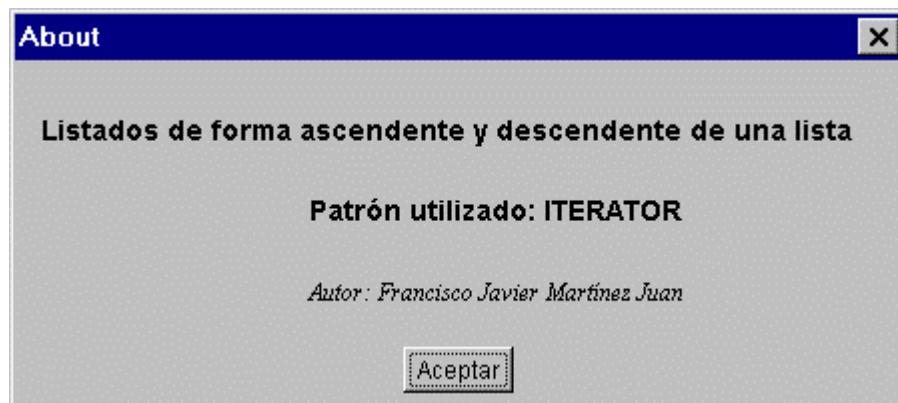 About
Listados de forma ascendente y descendente de una lista
Patrón utilizado: ITERATOR
Autor: Francisco Javier Martínez Juan
Aceptar